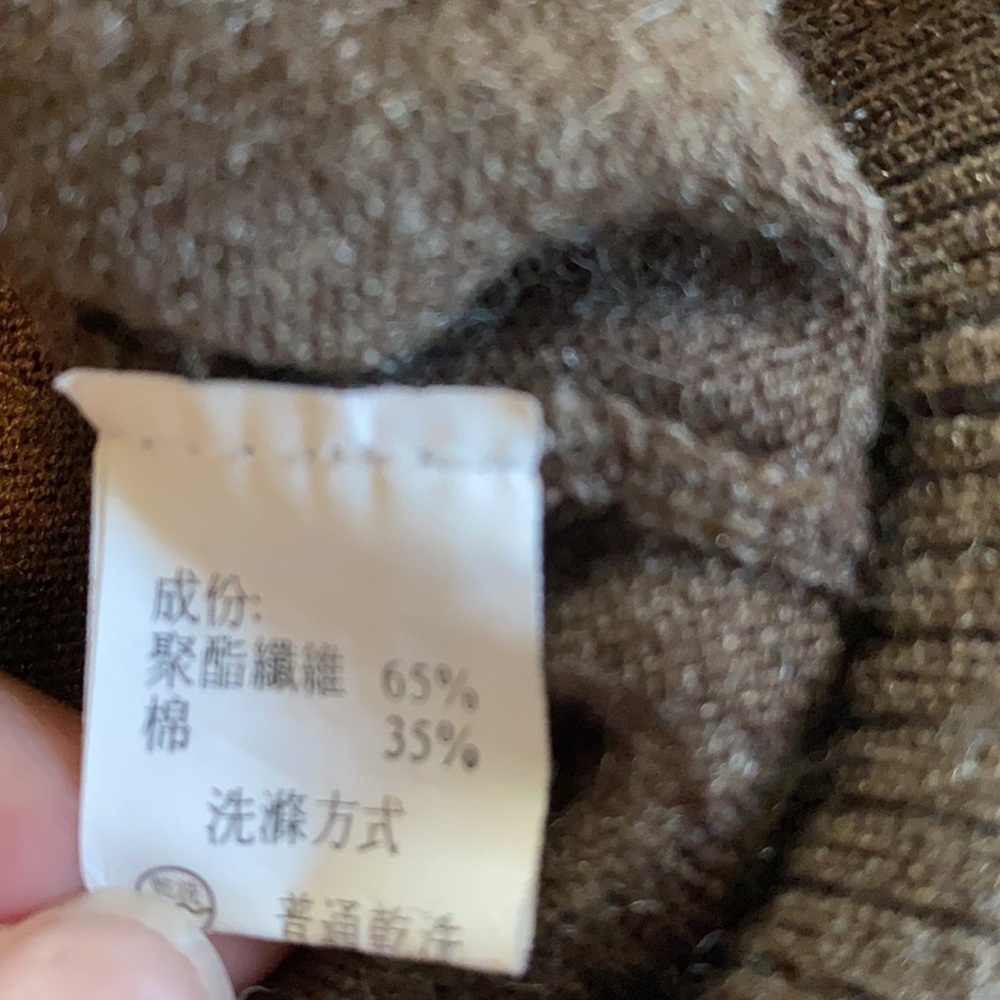 成份:
聚酯纖維 65%
棉 35%
洗滌方式
普通乾洗